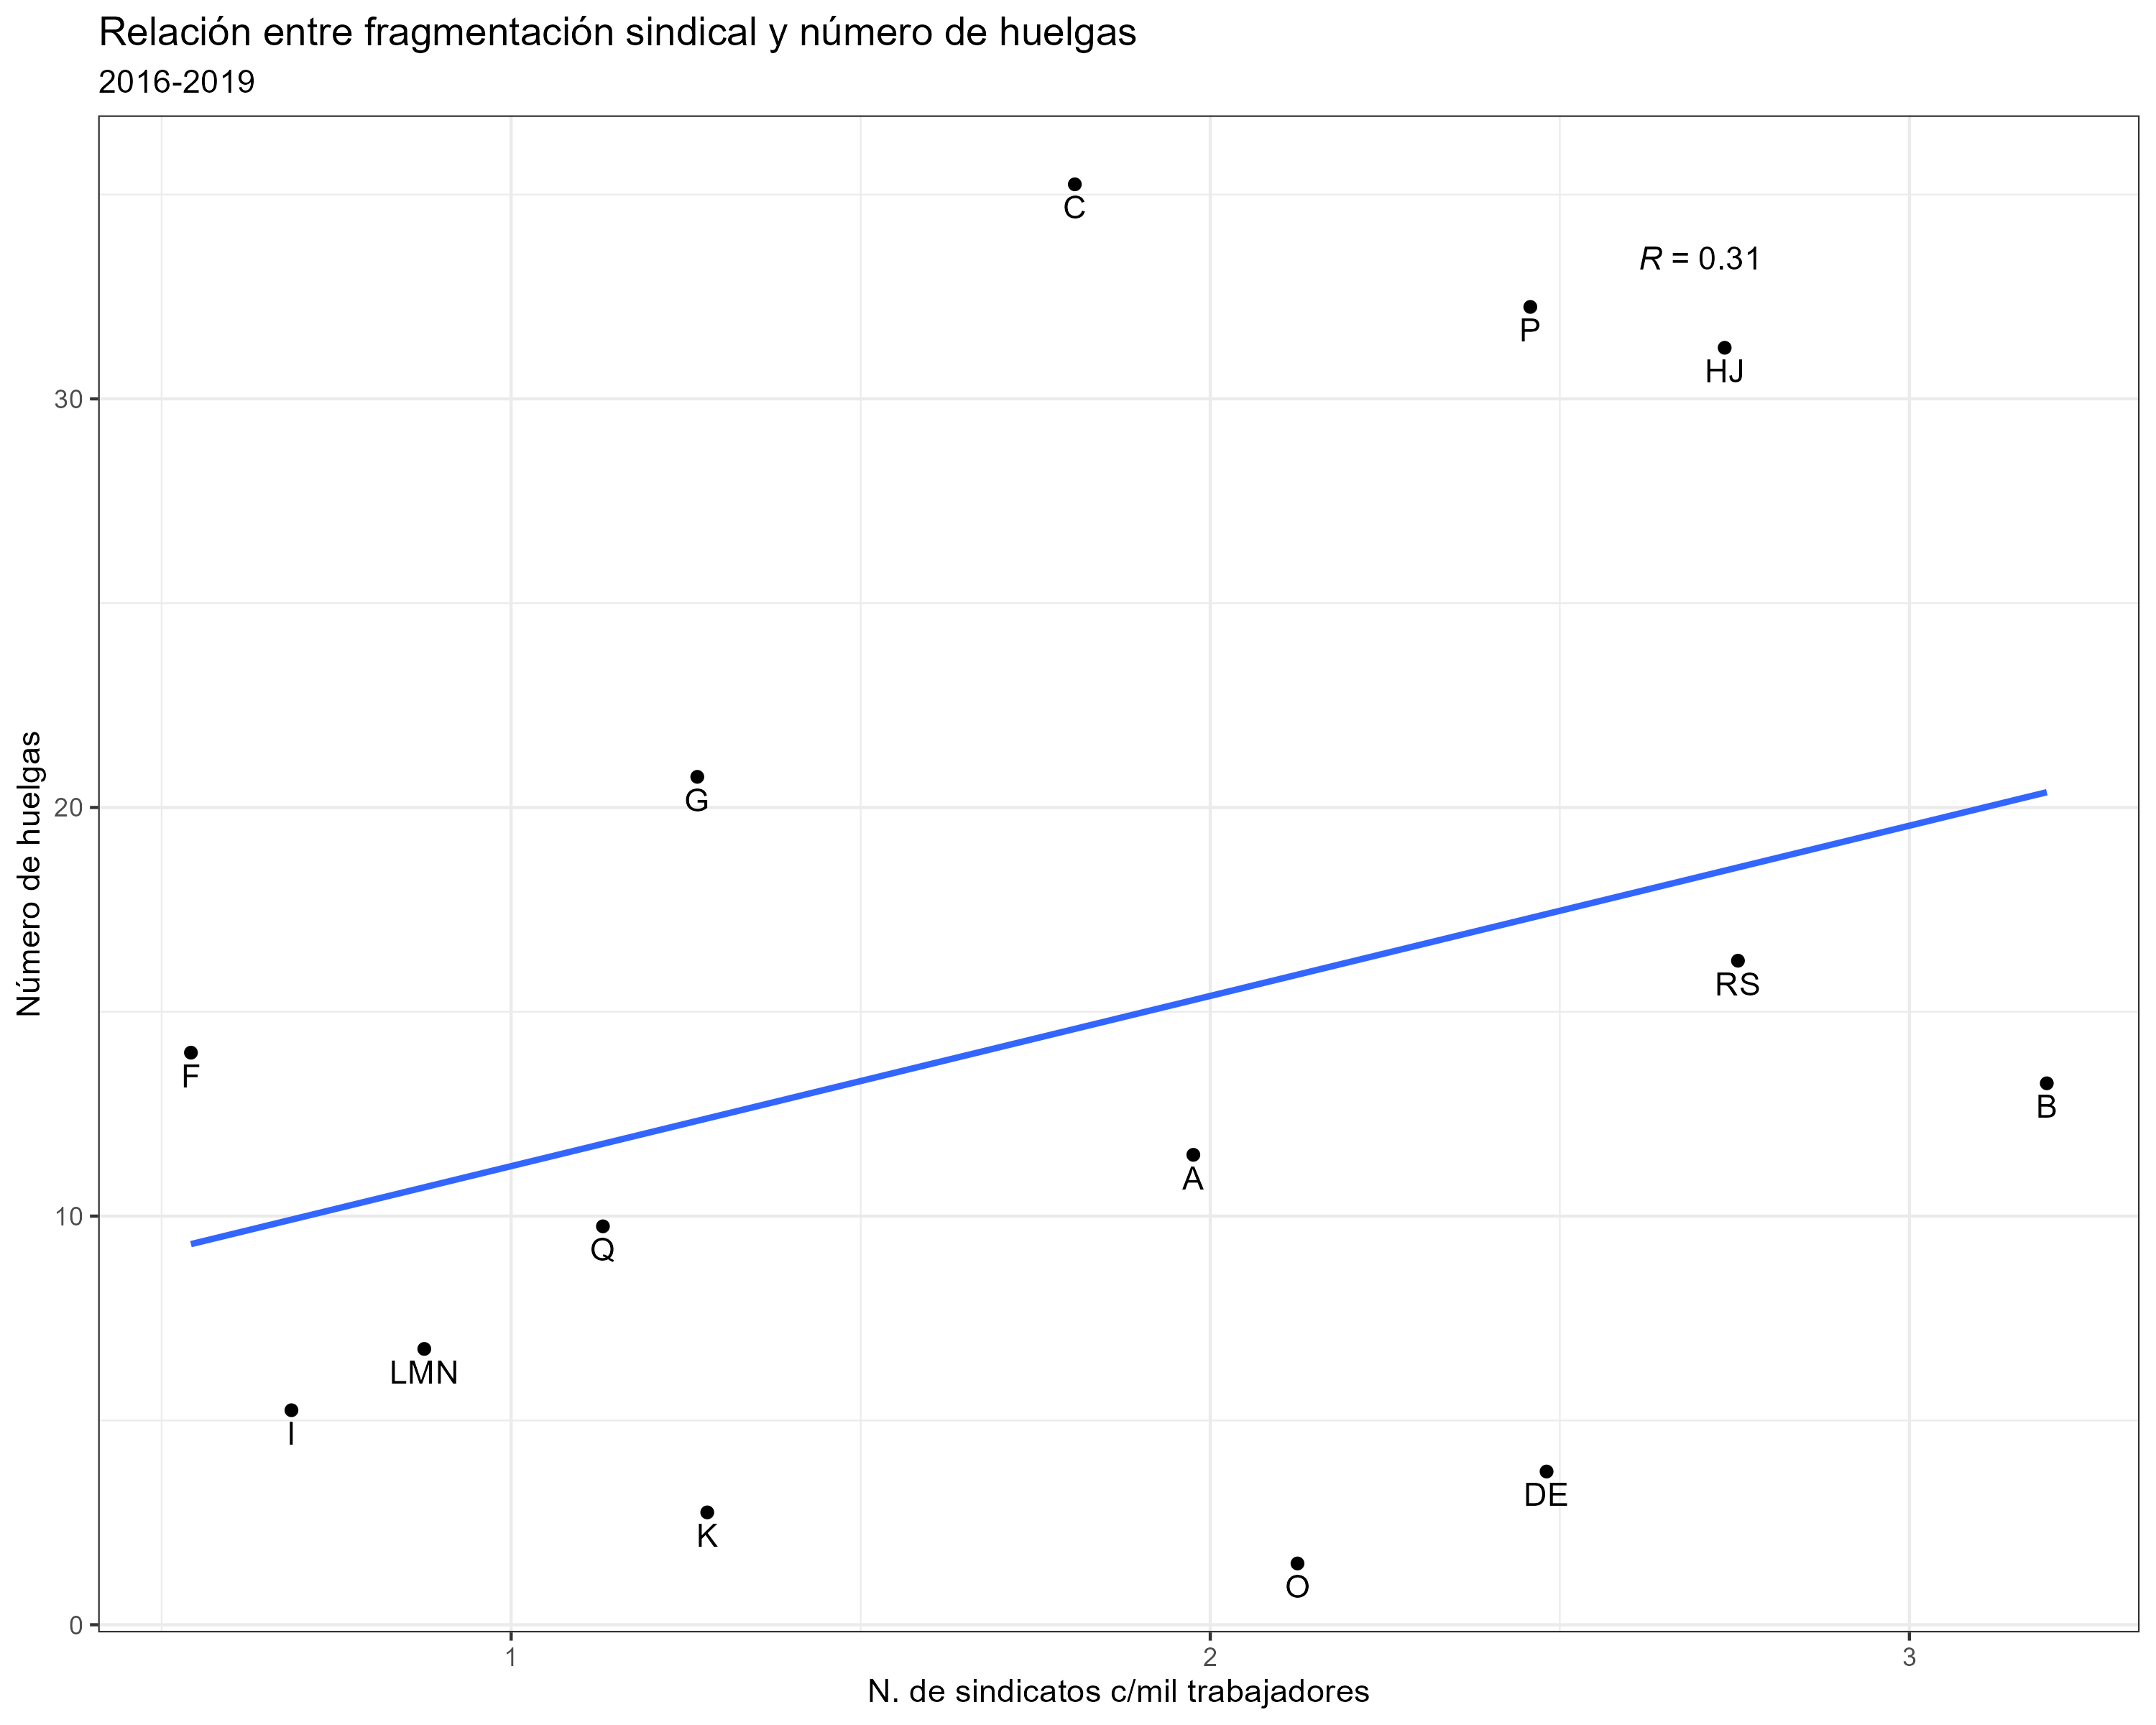 Relación entre fragmentación sindical y número de huelgas
2016-2019
C
R = 0.31
P
HJ
30
G
20
Número de huelgas
RS
F
B
A
10
Q
LMN
I
DE
K
O
0
1
2
3
N. de sindicatos c/mil trabajadores